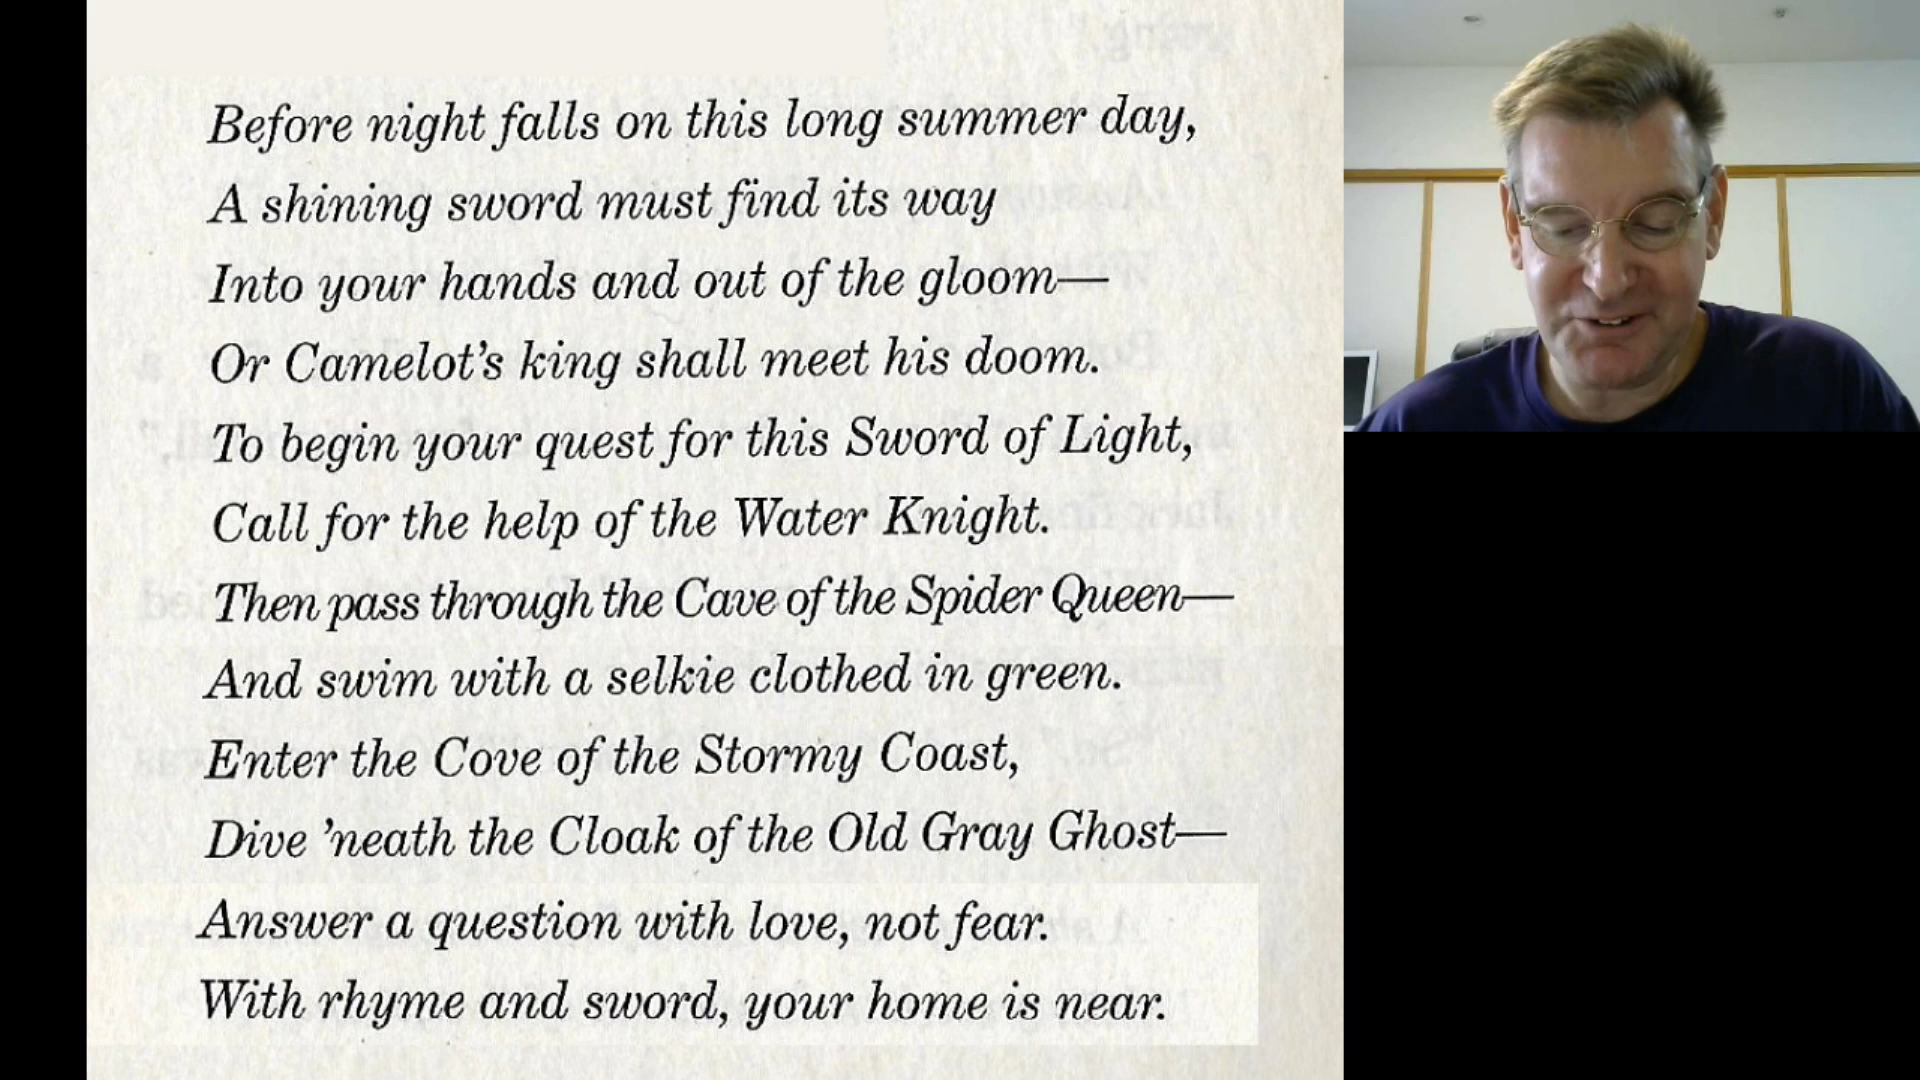 Before night falls on this long summer day,
A shining sword must find its way
Into your hands and out of the gloom—
Or Camelot's king shall meet his doom.
To begin your quest for this Sword of Light,
Call for the help of the Water Knight.
Then pass through the Cave of the Spider Queen—
And swim with a selkie clothed in green.
Enter the Cove of the Stormy Coast,
Dive 'neath the Cloak of the Old Gray Ghost—
Answer a question with love, not fear.
With rhyme and sword, your home is near.